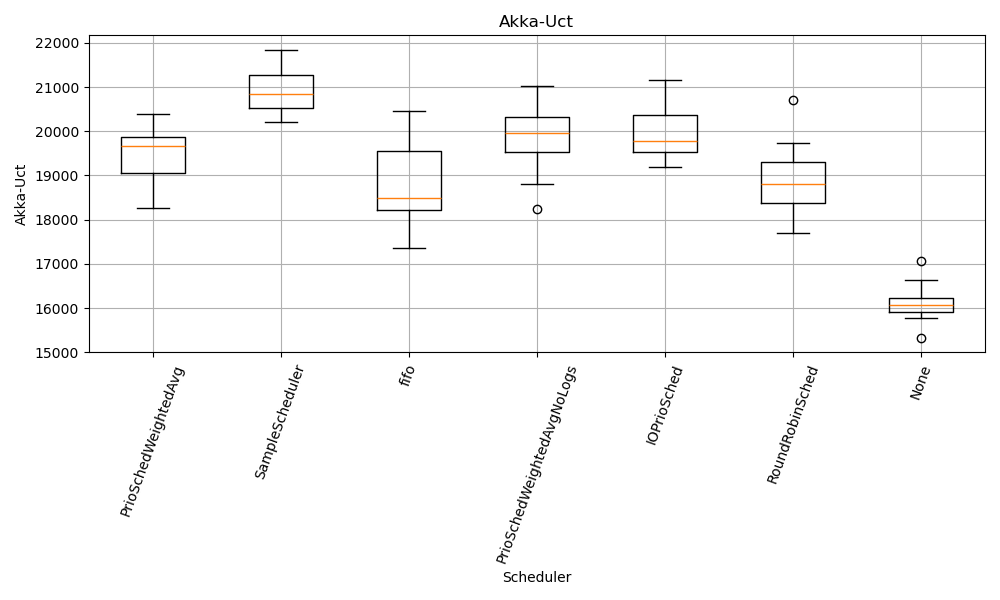 Akka-Uct
22000
21000
20000
19000
18000
17000
16000
15000
Akka-Uct
PrioSchedWeightedAvg
SampleScheduler
fifo
PrioSchedWeightedAvgNoLogs
IOPrioSched
RoundRobinSched
None
Scheduler